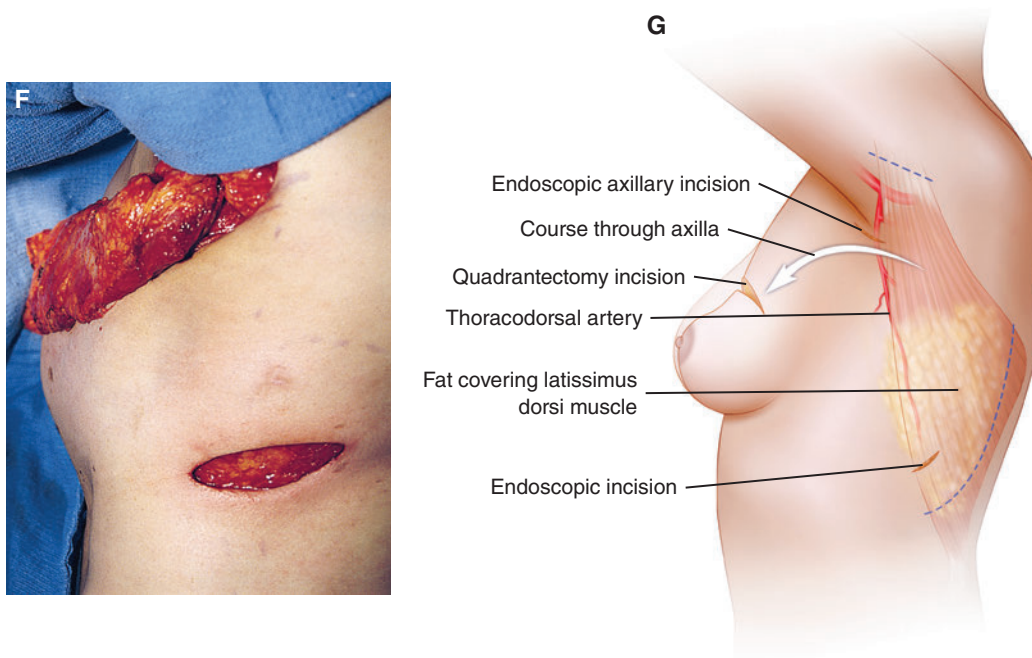 F
G
Endoscopic axillary incision
Course through axilla
Quadrantectomy incision
Thoracodorsal artery
Fat covering latissimus
dorsi muscle
Endoscopic incision